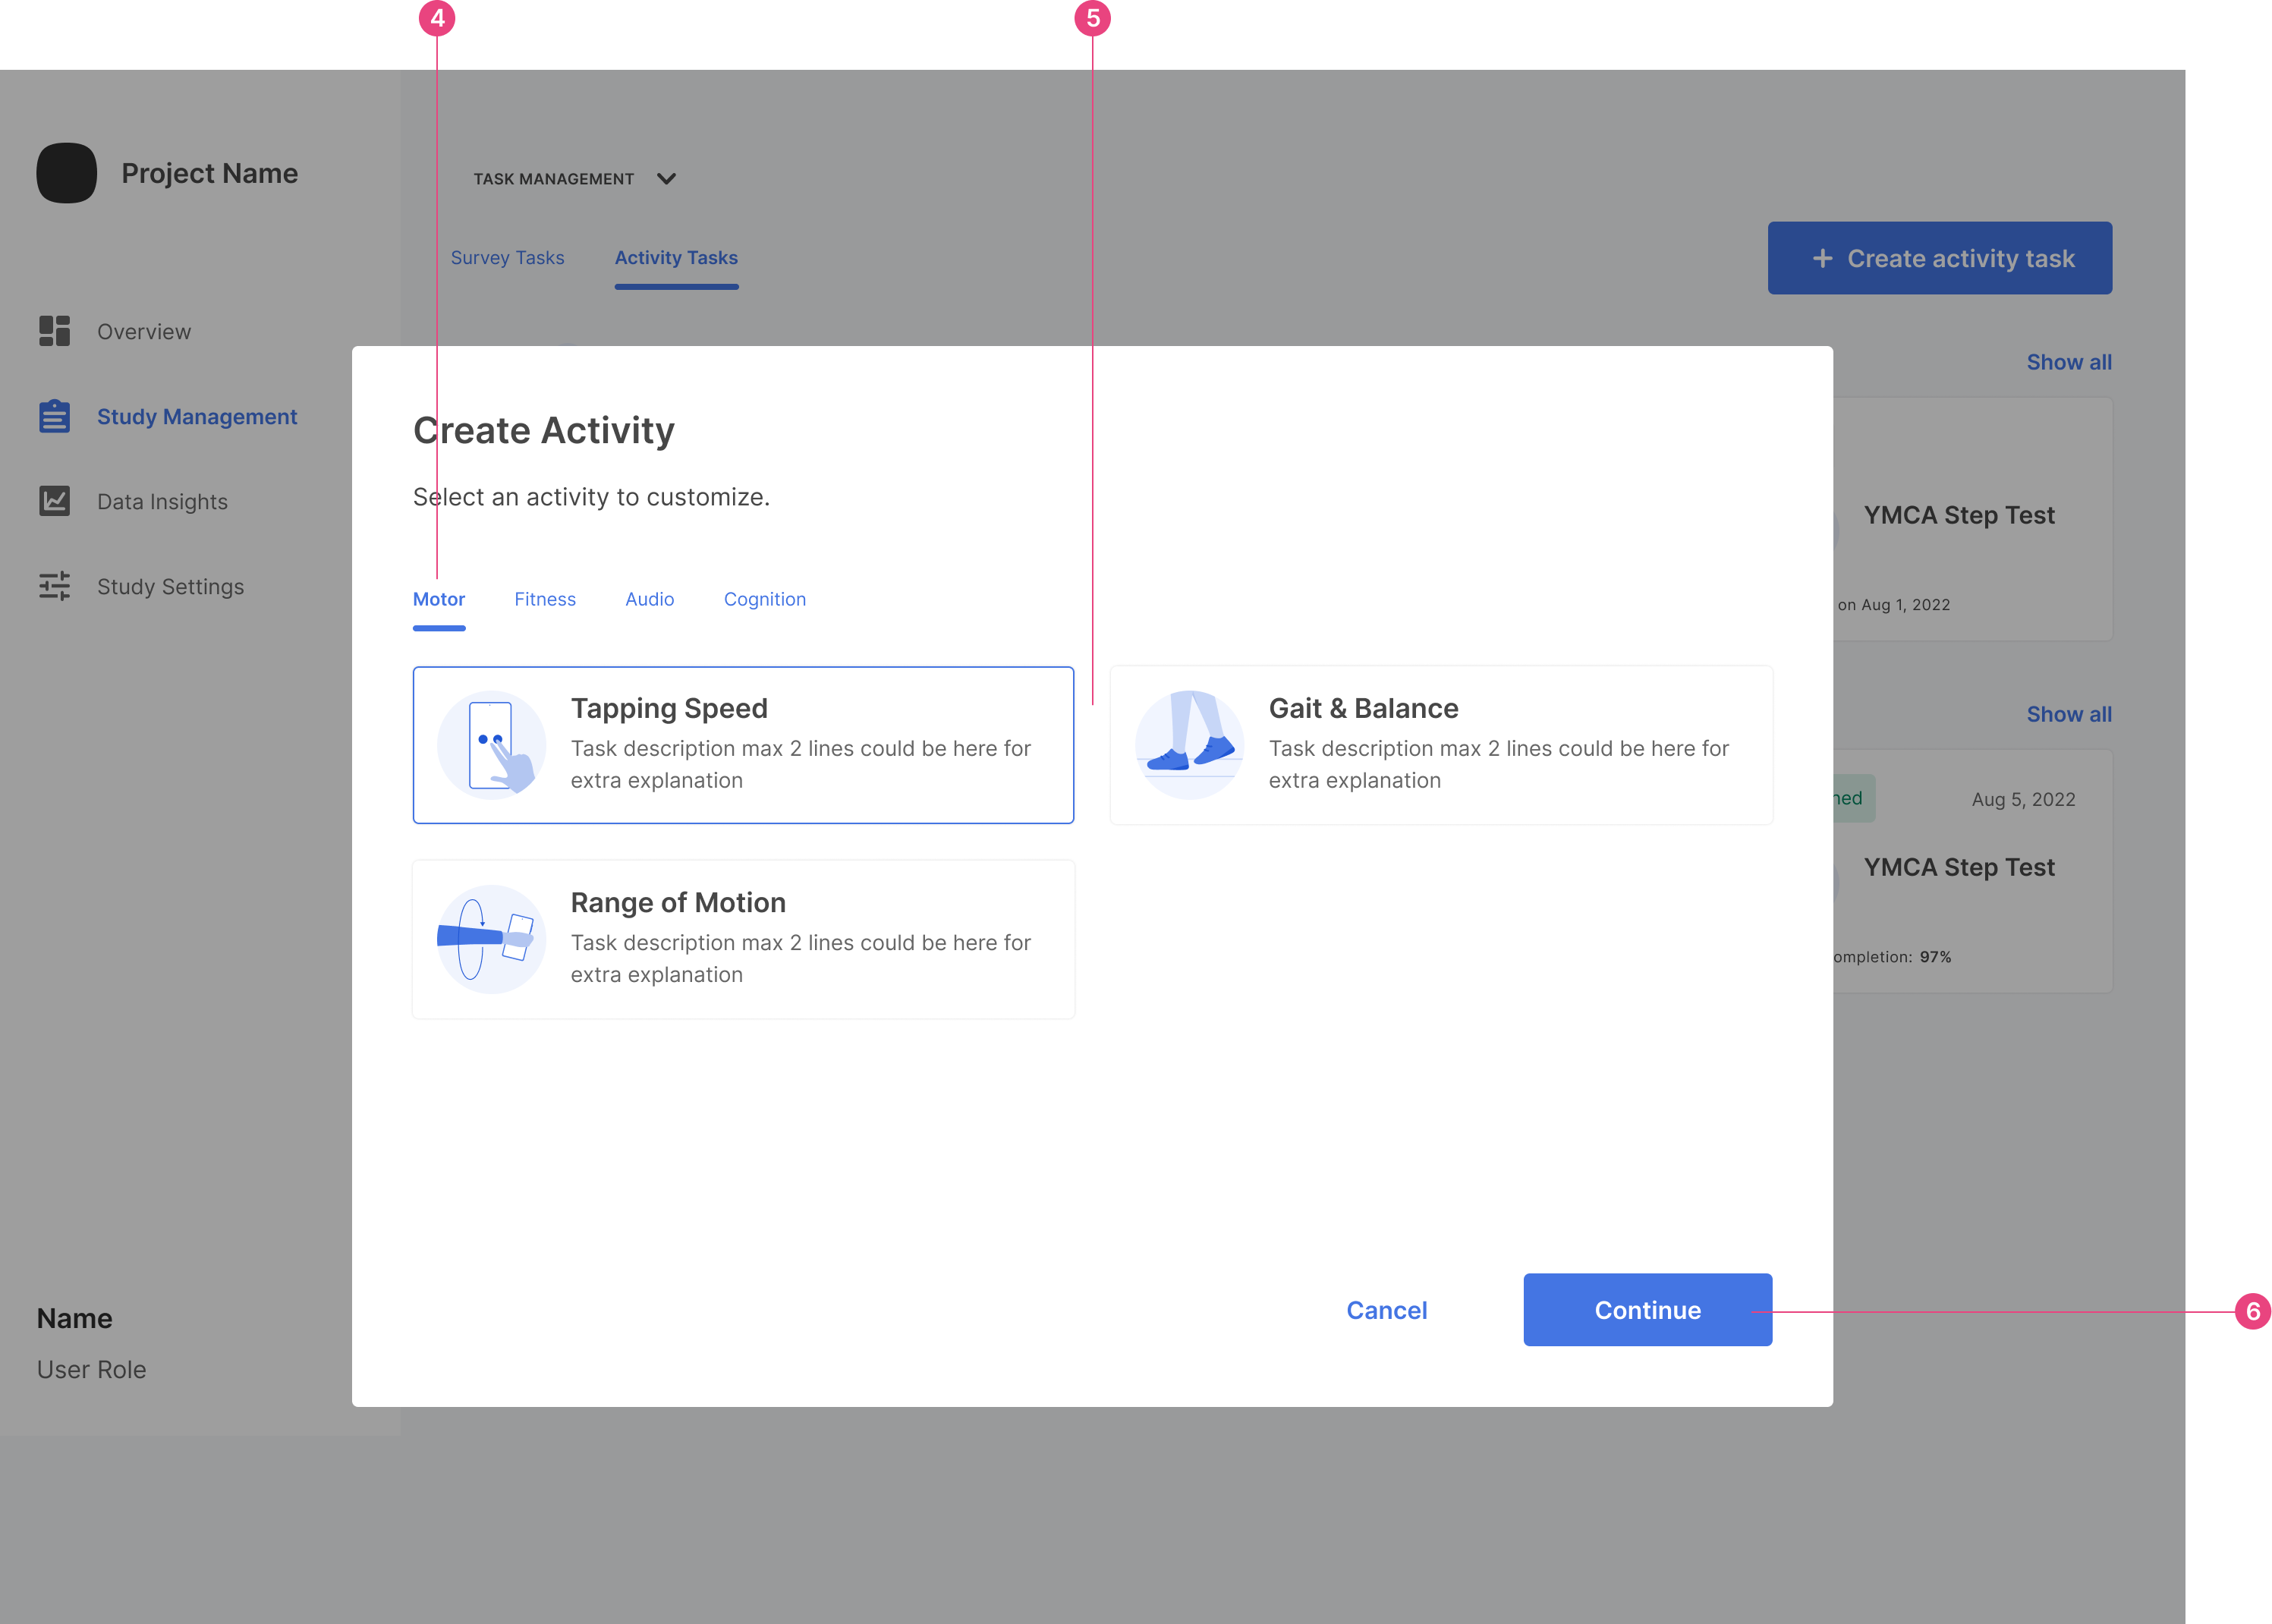 4
5
Project Name
TASK MANAGEMENT
Survey Tasks
Activity Tasks
+ Create activity task
Overview
Study Management
Data Insights
Study Settings
Show all
YMCA Step Test
on Aug 1, 2022
Show all
Aug 5, 2022
YMCA Step Test
97%
Create Activity
Select an activity to customize.
Motor
Fitness
Audio
Cognition
Tapping Speed
Task description max 2 lines could be here for
extra explanation
Gait & Balance
Task description max 2 lines could be here for
extra explanation
Range of Motion
Task description max 2 lines could be here for
extra explanation
Cancel
Continue
6
Name
User Role